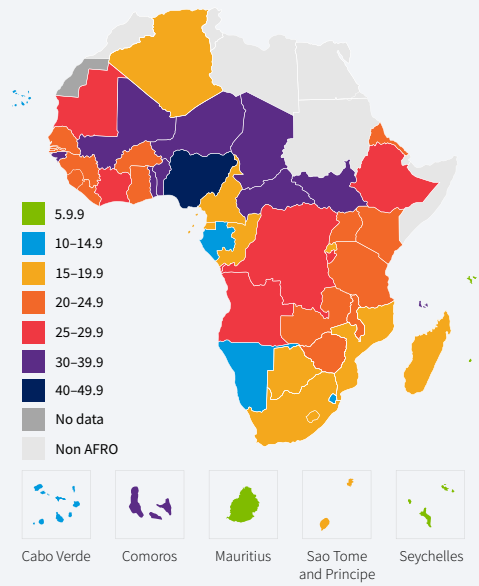 5.9.9
10–14.9
15–19.9
20–24.9
25–29.9
30–39.9
40–49.9
No data
Non AFRO
Cabo Verde
Comoros
Mauritius
Sao Tome
and Principe
Seychelles